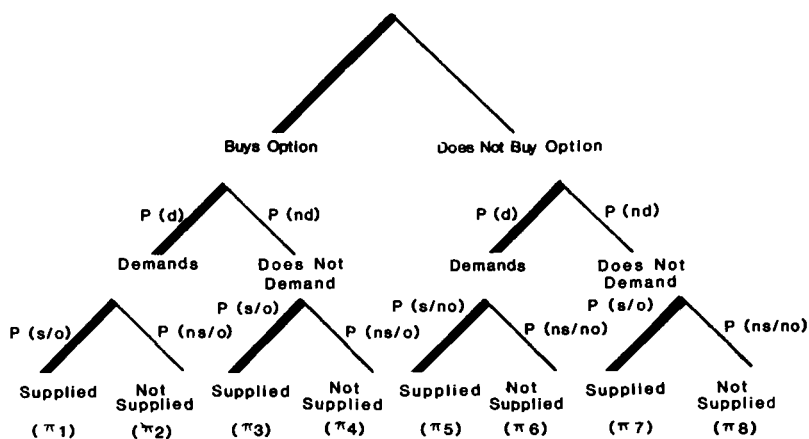 Buys Option Does Not Buy Option
P (d) P (nd) P (d) P (nd)
Demands Does Not Demand Demands Does Not Demand
P (s/o) P (ns/o) P (s/o) P (ns/o) P (s/no) P (ns/no) P (s/o) P (ns/no)
Supplied Not Supplied Supplied Not Supplied Supplied Not Supplied Supplied Not Supplied
(π1) (π2) (π3) (π4) (π5) (π6) (π7) (π8)